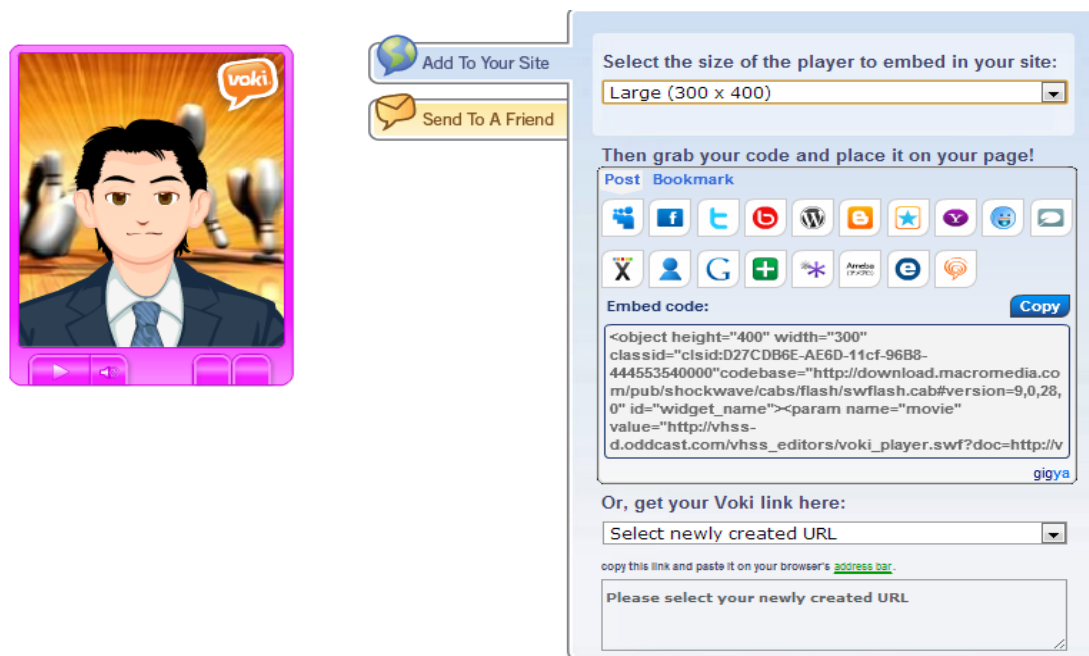 voki
Add To Your Site
Send To A Friend
Select the size of the player to embed in your site:
Large (300 x 400)
Then grab your code and place it on your page!
Post Bookmark
Embed code:
Copy
<object height="400" width="300"
classid="clsid:D27CDB6E-AE6D-11cf-96B8-
444553540000"codebase="http://download.macromedia.co
m/pub/shockwave/cabs/flash/swflash.cab#version=9,0,28,
0" id="widget_name"><param name="movie"
value="http://vhss-
d.oddcast.com/vhss_editors/voki_player.swf?doc=http://v
gigya
Or, get your Voki link here:
Select newly created URL
copy this link and paste it on your browser's address bar.
Please select your newly created URL